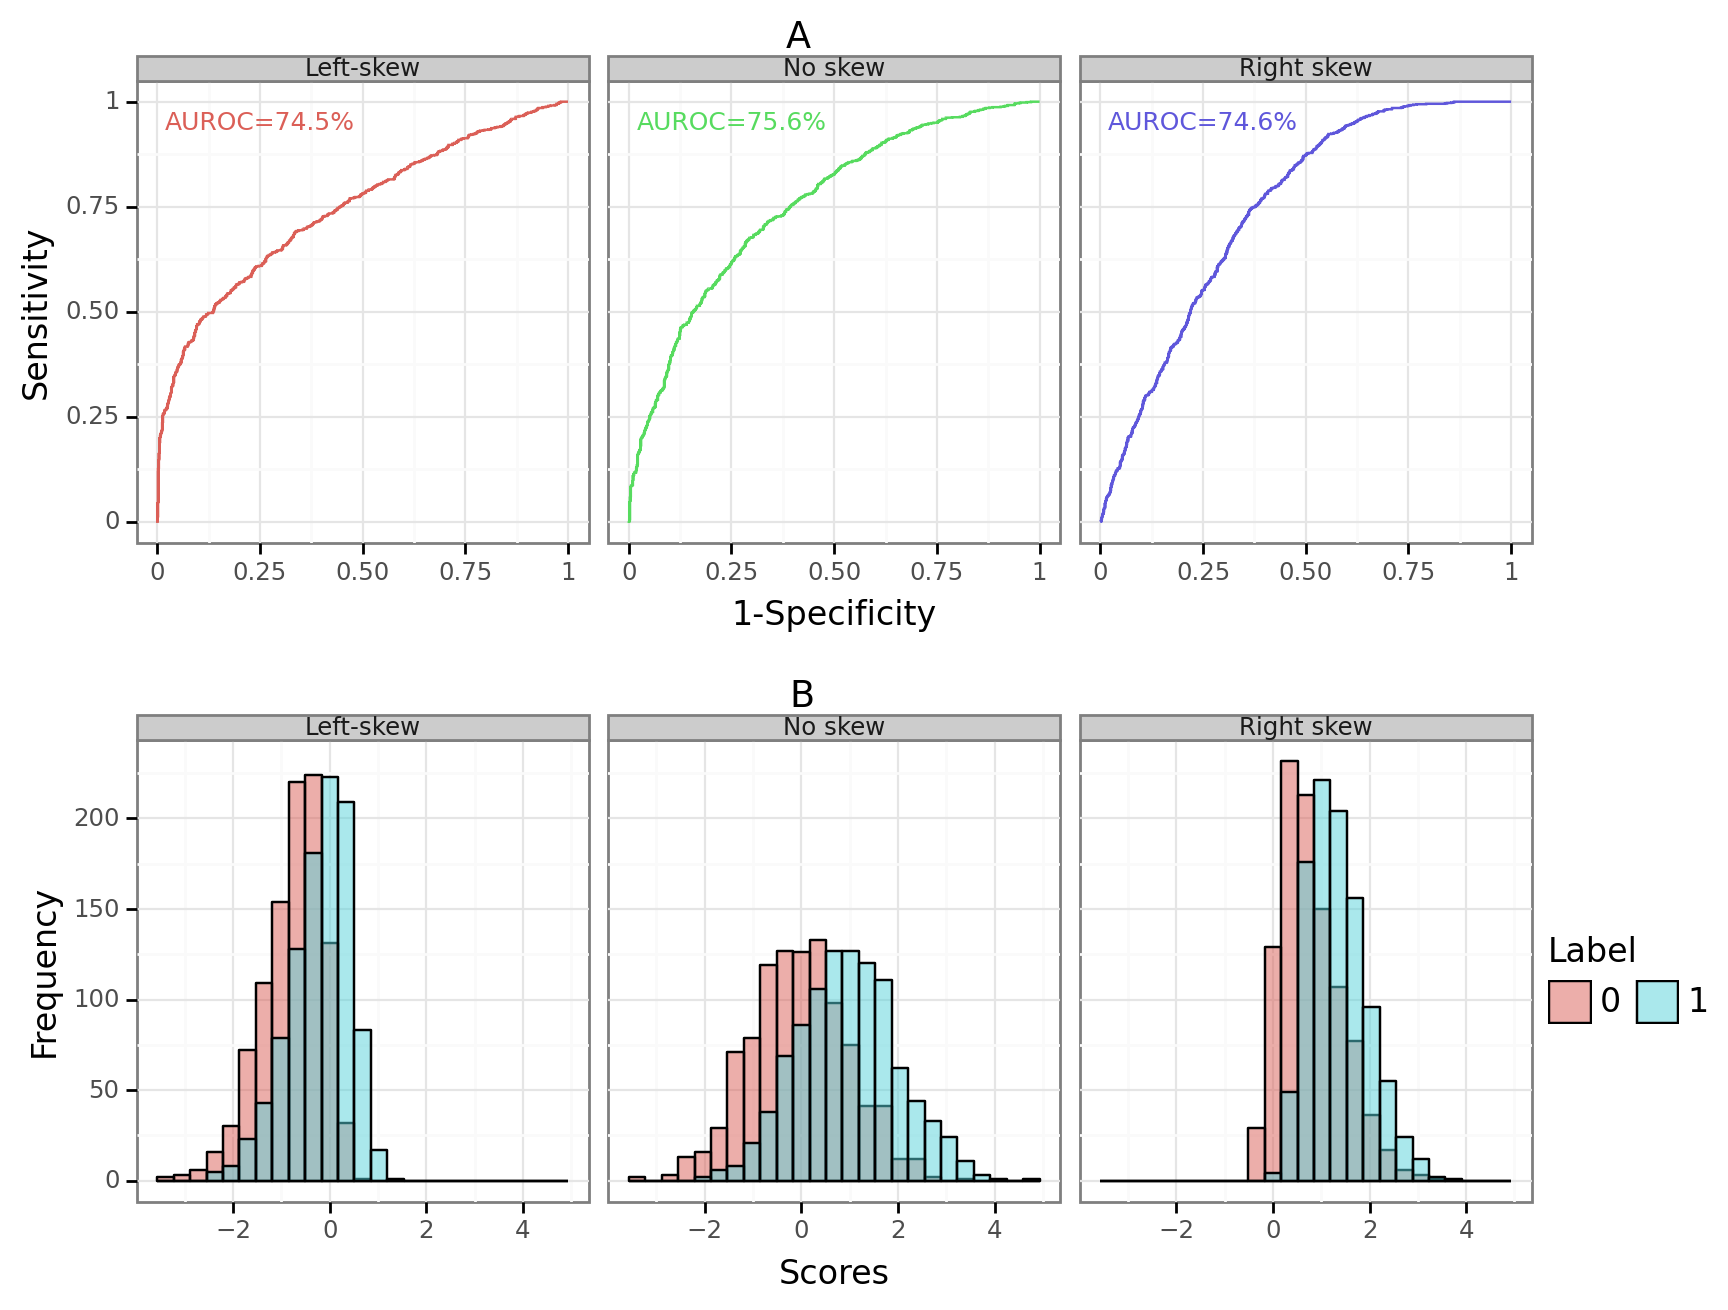 A
Left-skew
No skew
Right skew
AUROC=74.5%
AUROC=75.6%
AUROC=74.6%
Sensitivity
1
0.75
0.50
0.25
0
0 0.25 0.50 0.75 1
0 0.25 0.50 0.75 1
0 0.25 0.50 0.75 1
1-Specificity
B
Left-skew
No skew
Right skew
Frequency
200
150
100
50
0
−2 0 2 4
−2 0 2 4
−2 0 2 4
Scores
Label
0 1